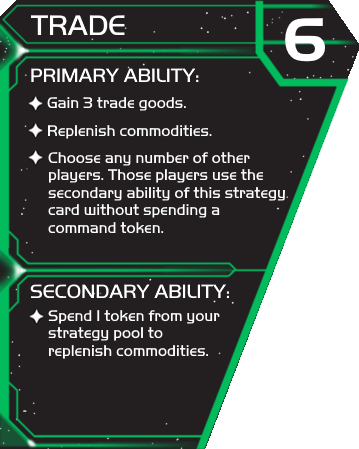 TRADE
6
PRIMARY ABILITY:
Gain 3 trade goods.
Replenish commodities.
Choose any number of other
players. Those players use the
secondary ability of this strategy
card without spending a
command token.
SECONDARY ABILITY:
Spend 1 token from your
strategy pool to
replenish commodities.